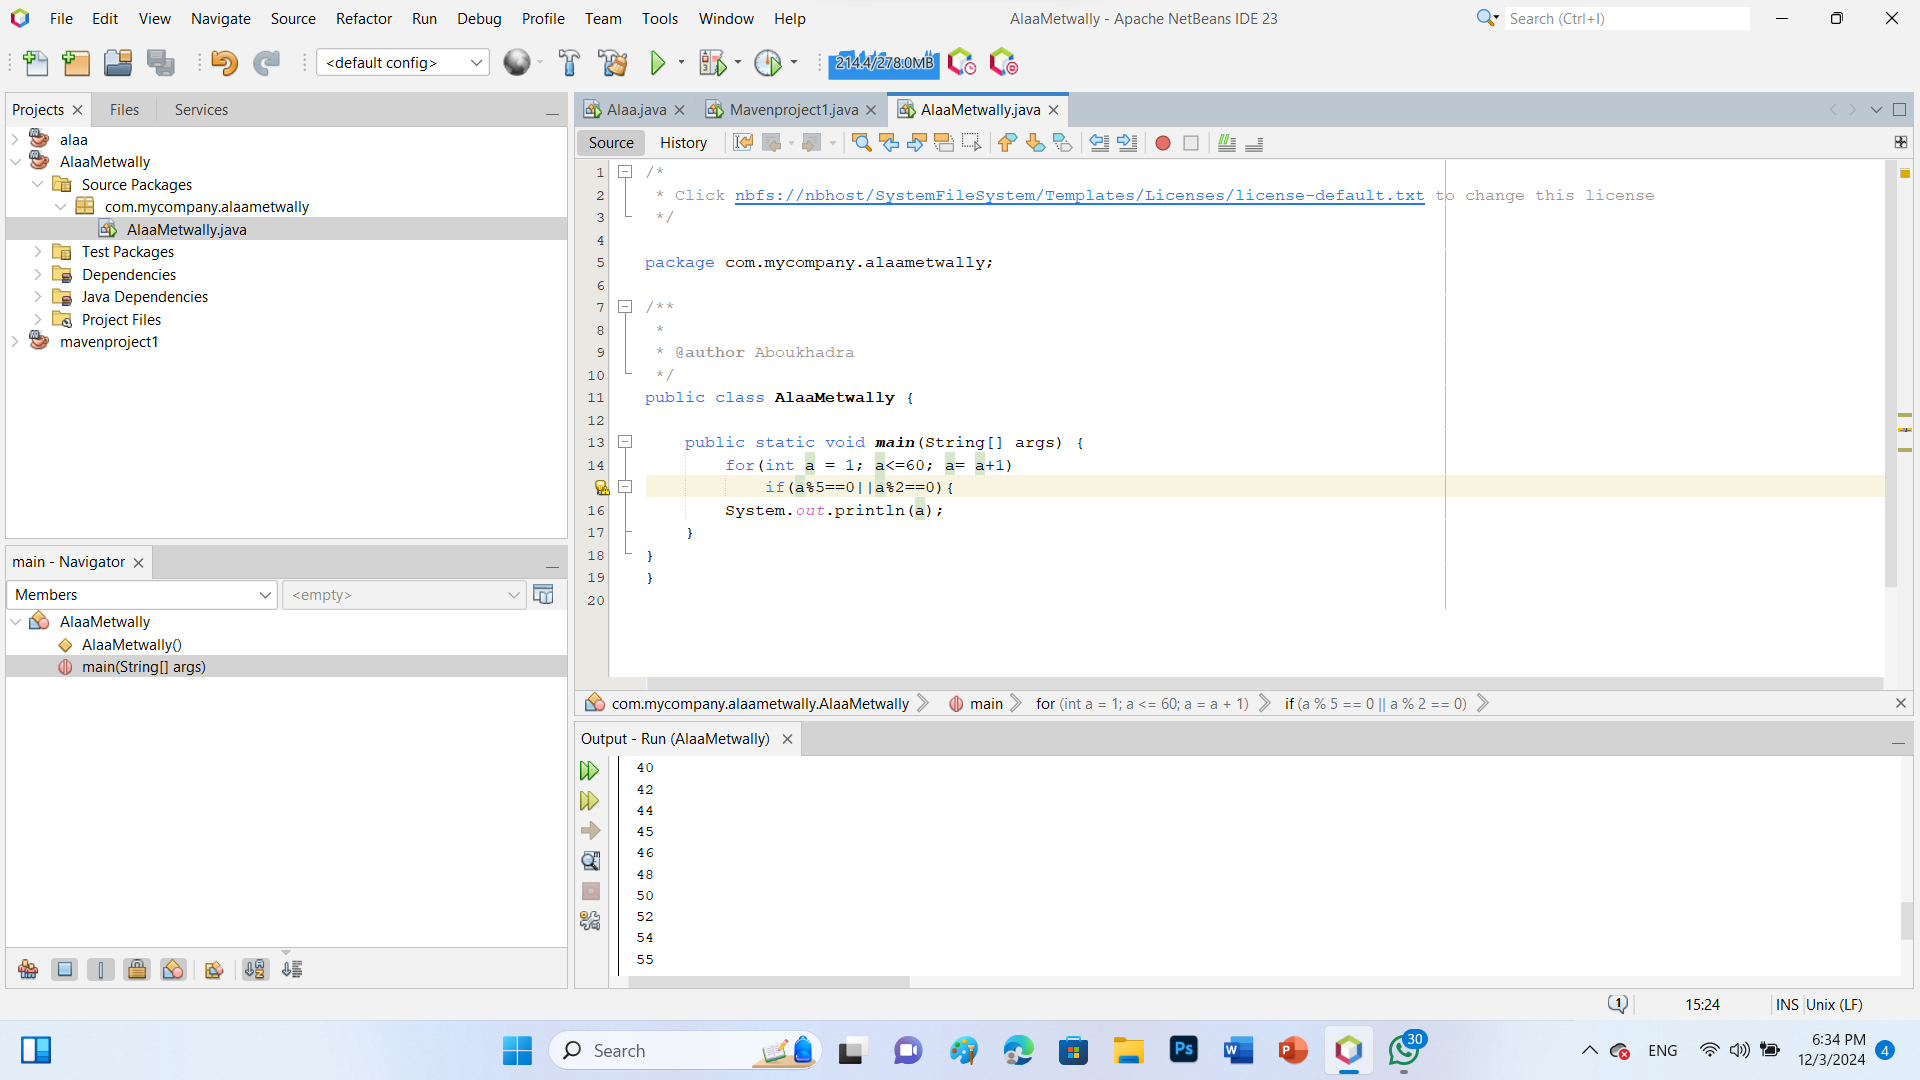 File Edit View Navigate Source Refactor Run Debug Profile Team Tools Window Help
AlaaMetwally - Apache NetBeans IDE 23
Search (Ctrl+I)
<default config>
214.4/278.0MB
Projects Files Services
alaa
AlaaMetwally
Source Packages
com.mycompany.alaametwally
AlaaMetwally.java
Test Packages
Dependencies
Java Dependencies
Project Files
mavenproject1
Alaa.java Mavenproject1.java AlaaMetwally.java
Source History
1 /*
2 * Click nbfs://nbhost/SystemFileSystem/Templates/Licenses/license-default.txt to change this license
3 */
4
5 package com.mycompany.alaametwally;
6
7 /**
8 *
9 * @author Aboukhadra
10 */
11 public class AlaaMetwally {
12
13 public static void main(String[] args) {
14 for(int a = 1; a<=60; a= a+1)
if(a%5==0||a%2==0){
16 System.out.println(a);
17 }
18 }
19 }
20
com.mycompany.alaametwally.AlaaMetwally main for (int a = 1; a <= 60; a = a + 1) if (a % 5 == 0 || a % 2 == 0)
main - Navigator
Members <empty>
AlaaMetwally
AlaaMetwally()
main(String[] args)
Output - Run (AlaaMetwally)
40
42
44
45
46
48
50
52
54
55
1 15:24 INS Unix (LF)
Search
Ps
W
P
30
ENG
6:34 PM
12/3/2024
4